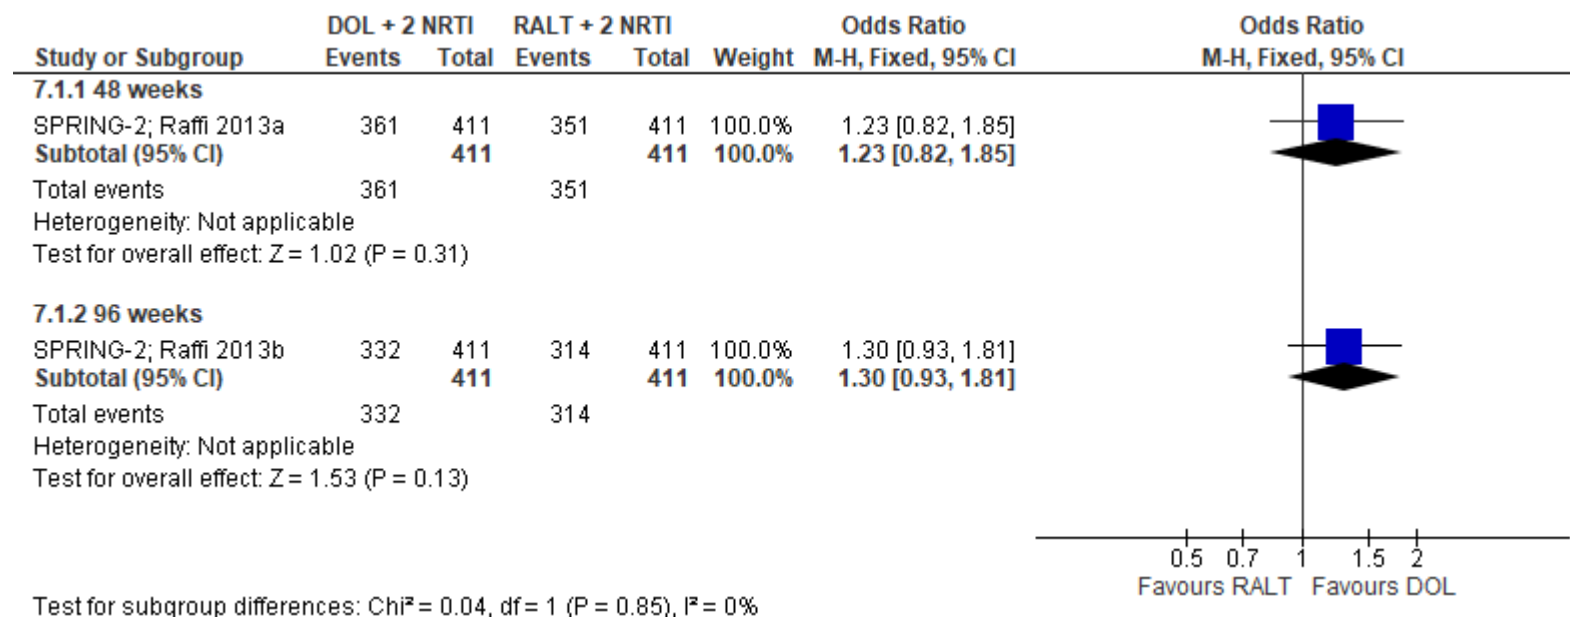 DOL + 2 NRTI RALT + 2 NRTI Odds Ratio Odds Ratio
Study or Subgroup Events Total Events Total Weight M-H, Fixed, 95% CI M-H, Fixed, 95% CI
7.1.1 48 weeks
SPRING-2; Raffi 2013a 361 411 351 411 100.0% 1.23 [0.82, 1.85]
Subtotal (95% CI) 411 411 100.0% 1.23 [0.82, 1.85]
Total events 361 351
Heterogeneity: Not applicable
Test for overall effect: Z = 1.02 (P = 0.31)
7.1.2 96 weeks
SPRING-2; Raffi 2013b 332 411 314 411 100.0% 1.30 [0.93, 1.81]
Subtotal (95% CI) 411 411 100.0% 1.30 [0.93, 1.81]
Total events 332 314
Heterogeneity: Not applicable
Test for overall effect: Z = 1.53 (P = 0.13)
0.5 0.7 1 1.5 2
Favours RALT Favours DOL
Test for subgroup differences: Chi² = 0.04, df = 1 (P = 0.85), I² = 0%